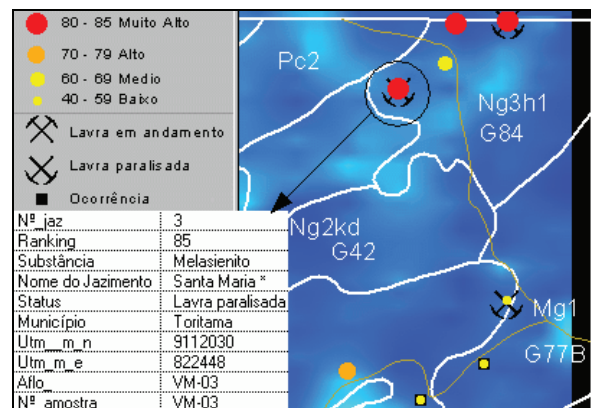 80 - 85 Muito Alto
70 - 79 Alto
60 - 69 Medio
40 - 59 Baixo
Lavra em andamento
Lavra paralisada
Ocorrência
Nº_jaz 3
Ranking 85
Substância Melasienito
Nome do Jazimento Santa Maria *
Status Lavra paralisada
Município Toritama
Utm__m_n 9112030
Utm_m_e 822448
Aflo_ VM-03
Nº_amostra VM-03
Pc2
Ng3h1
G84
Ng2kd
G42
Mg1
G77B